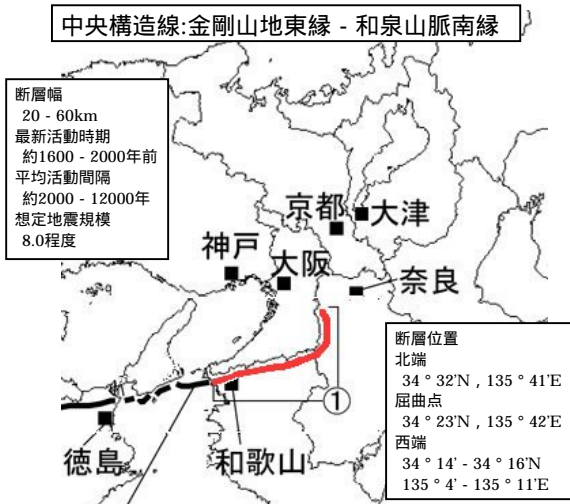 中央構造線:金剛山地東縁 - 和泉山脈南縁
断層幅
20 - 60km
最新活動時期
約1600 - 2000年前
平均活動間隔
約2000 - 12000年
想定地震規模
8.0程度
京都
大津
神戸
大阪
奈良
断層位置
北端
34 ° 32'N , 135 ° 41'E
屈曲点
34 ° 23'N , 135 ° 42'E
西端
34 ° 14' - 34 ° 16'N
135 ° 4' - 135 ° 11'E
①
徳島
和歌山